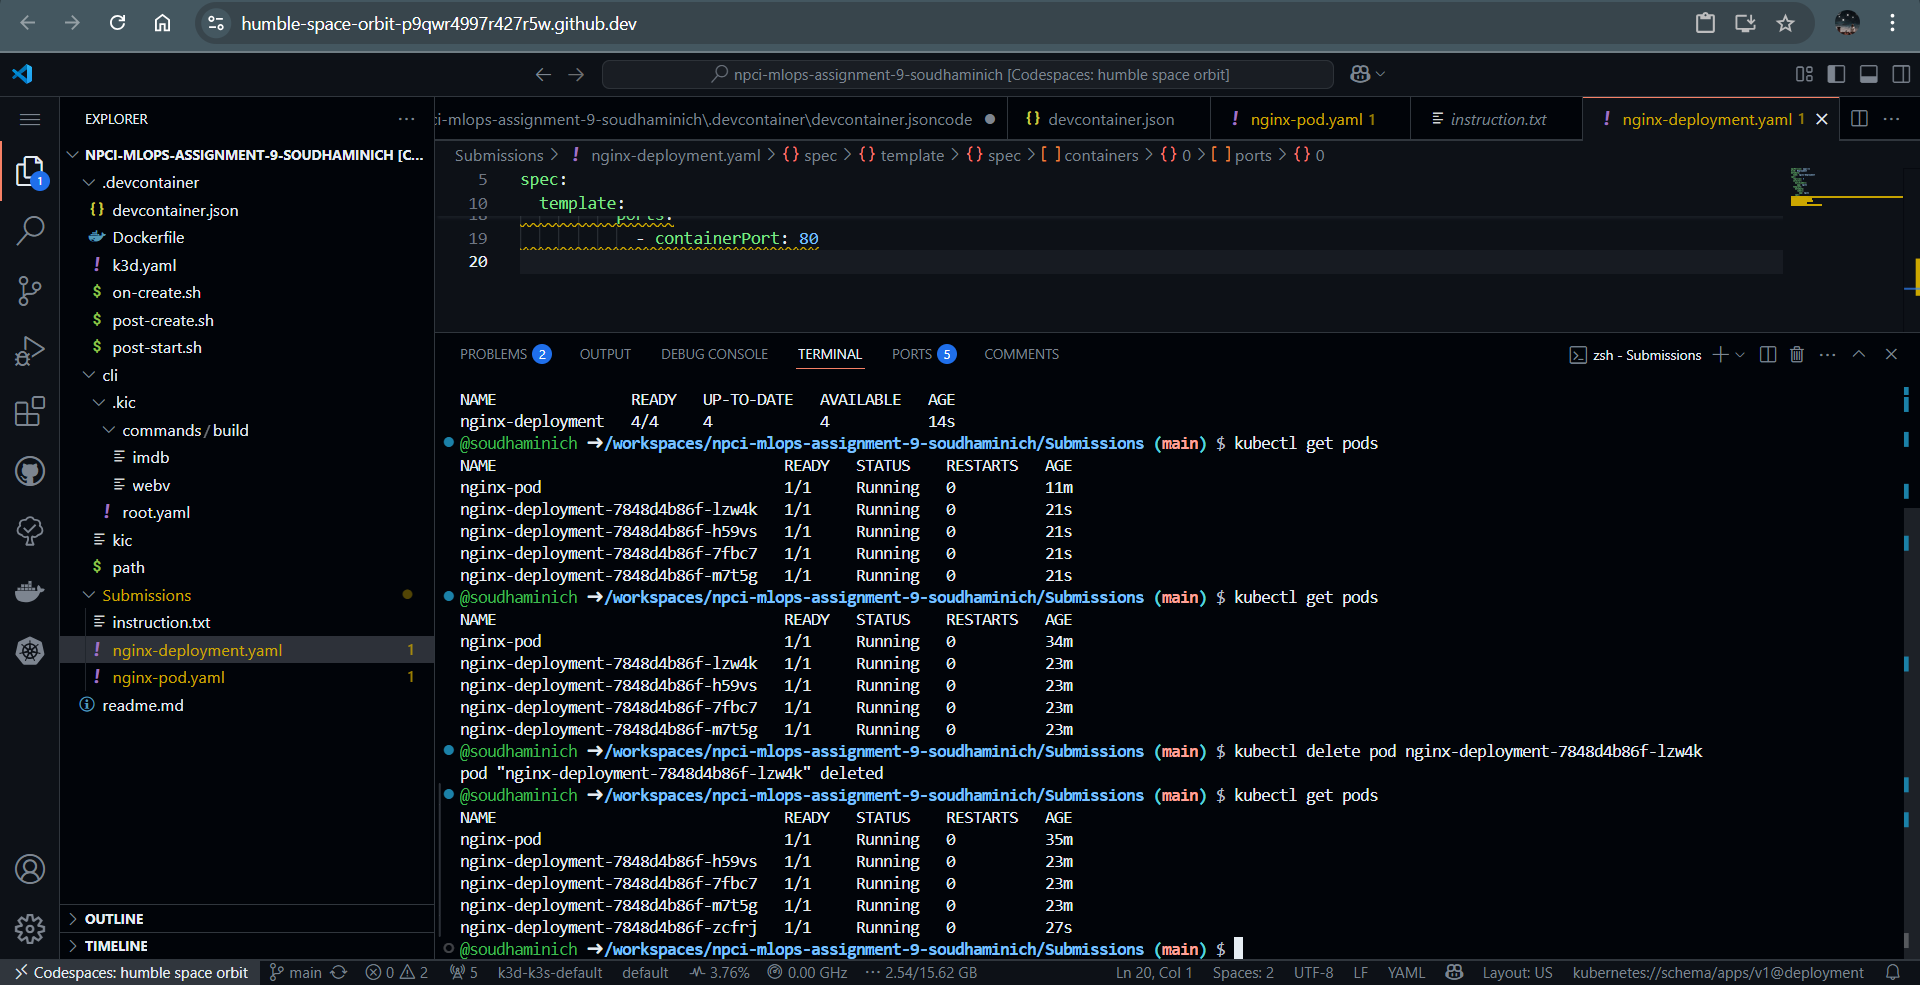 humble-space-orbit-p9qwr4997r427r5w.github.dev
npci-mlops-assignment-9-soudhaminich [Codespaces: humble space orbit]
EXPLORER
NPCI-MLOPS-ASSIGNMENT-9-SOUDHAMINICH [C...
.devcontainer
{} devcontainer.json
Dockerfile
! k3d.yaml
$ on-create.sh
$ post-create.sh
$ post-start.sh
cli
.kic
commands/build
imdb
webv
! root.yaml
kic
$ path
Submissions
instruction.txt
! nginx-deployment.yaml 1
! nginx-pod.yaml 1
readme.md
OUTLINE
TIMELINE
1
ci-mlops-assignment-9-soudhaminich\.devcontainer\devcontainer.jsoncode
{} devcontainer.json
! nginx-pod.yaml 1
instruction.txt
! nginx-deployment.yaml 1
Submissions > ! nginx-deployment.yaml > {} spec > {} template > {} spec > [ ] containers > {} 0 > [ ] ports > {} 0
5 spec:
10 template:
18 ports:
19 - containerPort: 80
20
PROBLEMS 2 OUTPUT DEBUG CONSOLE TERMINAL PORTS 5 COMMENTS
zsh - Submissions
NAME READY UP-TO-DATE AVAILABLE AGE
nginx-deployment 4/4 4 4 14s
@soudhaminich ➜/workspaces/npci-mlops-assignment-9-soudhaminich/Submissions (main) $ kubectl get pods
NAME READY STATUS RESTARTS AGE
nginx-pod 1/1 Running 0 11m
nginx-deployment-7848d4b86f-lzw4k 1/1 Running 0 21s
nginx-deployment-7848d4b86f-h59vs 1/1 Running 0 21s
nginx-deployment-7848d4b86f-7fbc7 1/1 Running 0 21s
nginx-deployment-7848d4b86f-m7t5g 1/1 Running 0 21s
@soudhaminich ➜/workspaces/npci-mlops-assignment-9-soudhaminich/Submissions (main) $ kubectl get pods
NAME READY STATUS RESTARTS AGE
nginx-pod 1/1 Running 0 34m
nginx-deployment-7848d4b86f-lzw4k 1/1 Running 0 23m
nginx-deployment-7848d4b86f-h59vs 1/1 Running 0 23m
nginx-deployment-7848d4b86f-7fbc7 1/1 Running 0 23m
nginx-deployment-7848d4b86f-m7t5g 1/1 Running 0 23m
@soudhaminich ➜/workspaces/npci-mlops-assignment-9-soudhaminich/Submissions (main) $ kubectl delete pod nginx-deployment-7848d4b86f-lzw4k
pod "nginx-deployment-7848d4b86f-lzw4k" deleted
@soudhaminich ➜/workspaces/npci-mlops-assignment-9-soudhaminich/Submissions (main) $ kubectl get pods
NAME READY STATUS RESTARTS AGE
nginx-pod 1/1 Running 0 35m
nginx-deployment-7848d4b86f-h59vs 1/1 Running 0 23m
nginx-deployment-7848d4b86f-7fbc7 1/1 Running 0 23m
nginx-deployment-7848d4b86f-m7t5g 1/1 Running 0 23m
nginx-deployment-7848d4b86f-zcfrj 1/1 Running 0 27s
@soudhaminich ➜/workspaces/npci-mlops-assignment-9-soudhaminich/Submissions (main) $
Codespaces: humble space orbit main 0 2 5 k3d-k3s-default default 3.76% 0.00 GHz 2.54/15.62 GB Ln 20, Col 1 Spaces: 2 UTF-8 LF YAML Layout: US kubernetes://schema/apps/v1@deployment